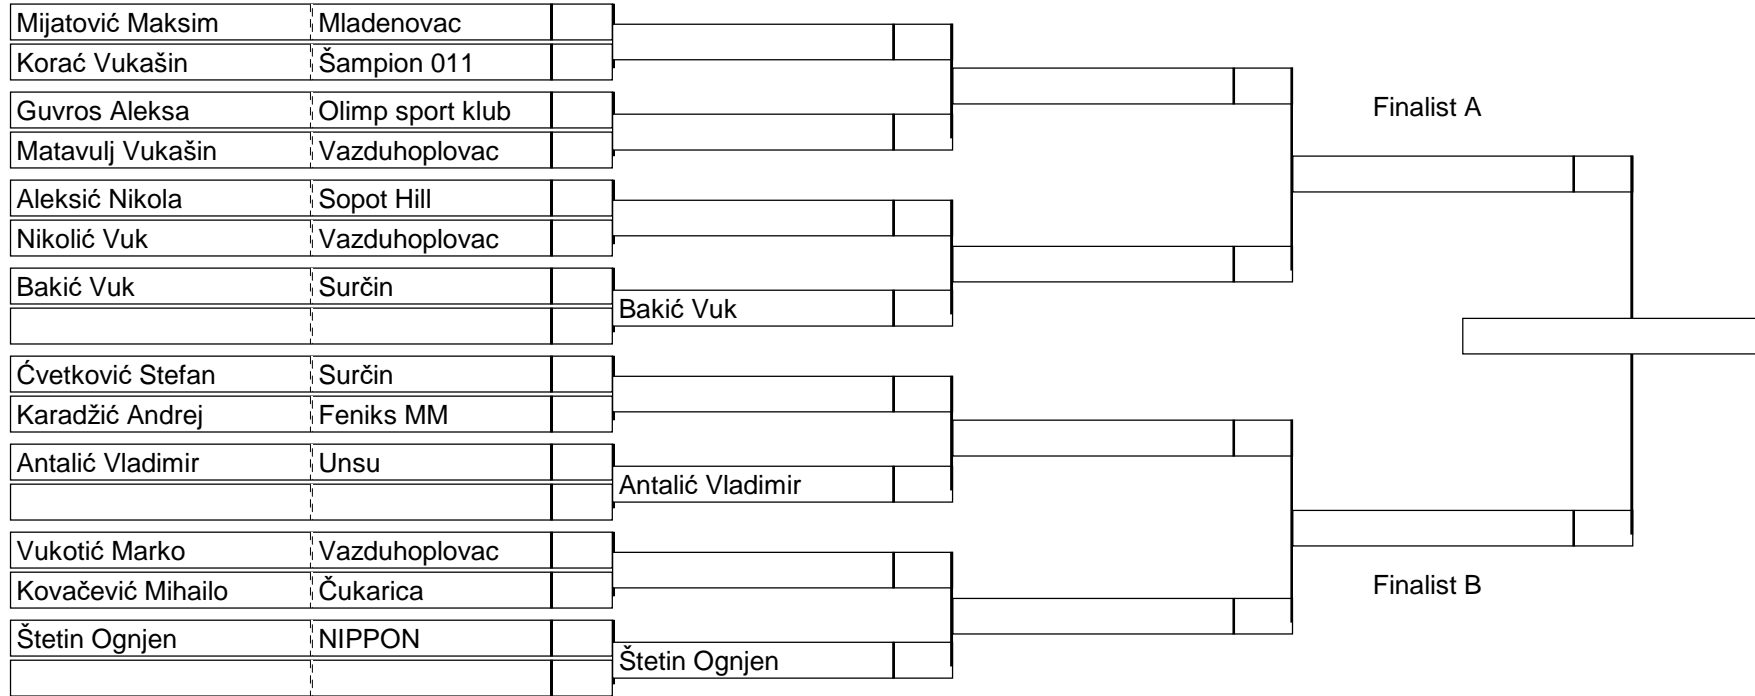 Mijatović Maksim Mladenovac
Korać Vukašin Šampion 011
Guvros Aleksa Olimp sport klub
Matavulj Vukašin Vazduhoplovac
Aleksić Nikola Sopot Hill
Nikolić Vuk Vazduhoplovac
Bakić Vuk Surčin
Bakić Vuk
Ćvetković Stefan Surčin
Karadžić Andrej Feniks MM
Antalić Vladimir Unsu
Antalić Vladimir
Vukotić Marko Vazduhoplovac
Kovačević Mihailo Čukarica
Štetin Ognjen NIPPON
Štetin Ognjen
Finalist A
Finalist B